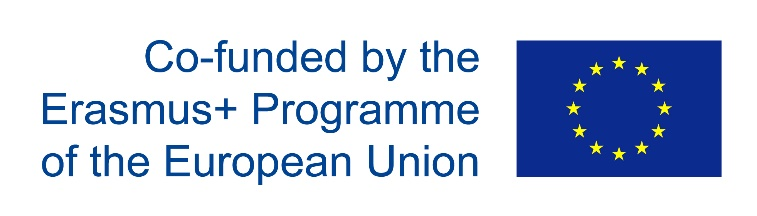 Co-funded by the
Erasmus+ Programme
of the European Union